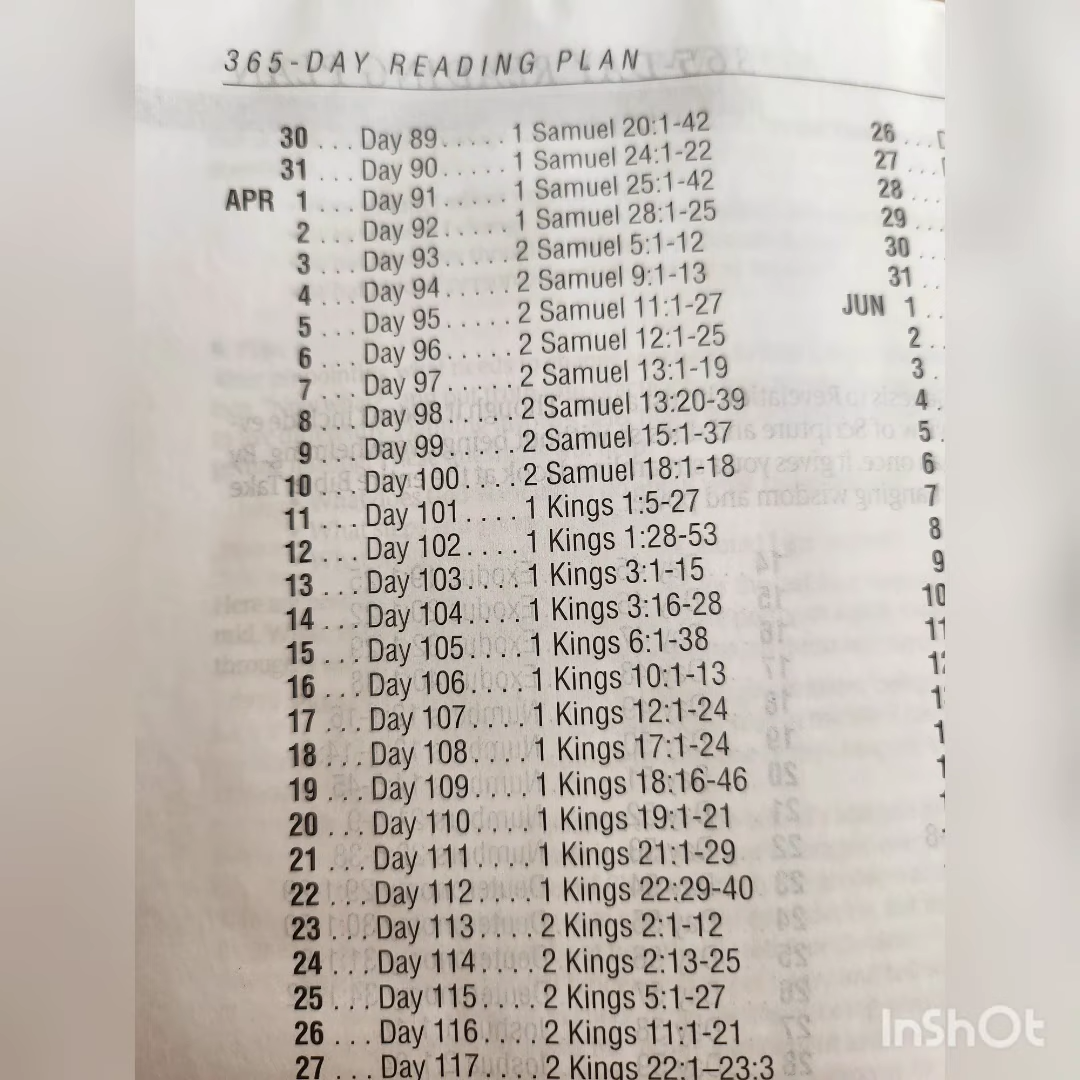 365-DAY READING PLAN
30 ... Day 89 ..... 1 Samuel 20:1-42
31 ... Day 90 ..... 1 Samuel 24:1-22
APR 1 ... Day 91 ..... 1 Samuel 25:1-42
2 ... Day 92 ..... 1 Samuel 28:1-25
3 ... Day 93 ..... 2 Samuel 5:1-12
4 ... Day 94 ..... 2 Samuel 9:1-13
5 ... Day 95 ..... 2 Samuel 11:1-27
6 ... Day 96 ..... 2 Samuel 12:1-25
7 ... Day 97 ..... 2 Samuel 13:1-19
8 ... Day 98 ..... 2 Samuel 13:20-39
9 ... Day 99 ..... 2 Samuel 15:1-37
10 ... Day 100 .... 2 Samuel 18:1-18
11 ... Day 101 .... 1 Kings 1:5-27
12 ... Day 102 .... 1 Kings 1:28-53
13 ... Day 103 .... 1 Kings 3:1-15
14 ... Day 104 .... 1 Kings 3:16-28
15 ... Day 105 .... 1 Kings 6:1-38
16 ... Day 106 .... 1 Kings 10:1-13
17 ... Day 107 .... 1 Kings 12:1-24
18 ... Day 108 .... 1 Kings 17:1-24
19 ... Day 109 .... 1 Kings 18:16-46
20 ... Day 110 .... 1 Kings 19:1-21
21 ... Day 111 .... 1 Kings 21:1-29
22 ... Day 112 .... 1 Kings 22:29-40
23 ... Day 113 .... 2 Kings 2:1-12
24 ... Day 114 .... 2 Kings 2:13-25
25 ... Day 115 .... 2 Kings 5:1-27
26 ... Day 116 .... 2 Kings 11:1-21
27 ... Day 117 .... 2 Kings 22:1–23:3
26 ...
27 ...
28 ...
29 ...
30 ...
31 ..
JUN 1 ..
2 ..
3 .
4 .
5 .
6
7
8
9
10
11
InShOt